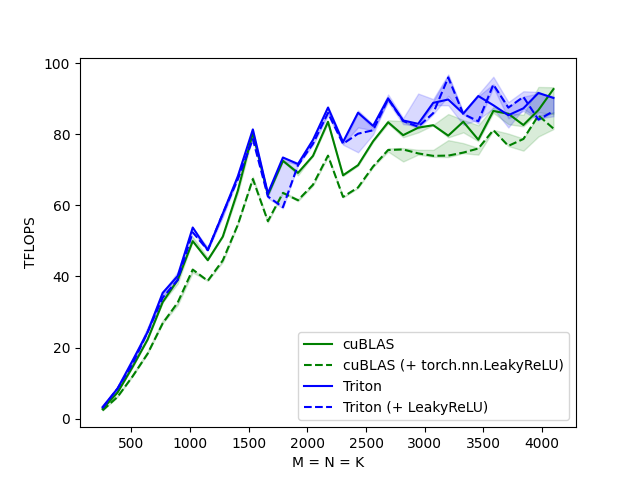 100
80
60
40
20
0
TFLOPS
500 1000 1500 2000 2500 3000 3500 4000
M = N = K
cuBLAS
cuBLAS (+ torch.nn.LeakyReLU)
Triton
Triton (+ LeakyReLU)